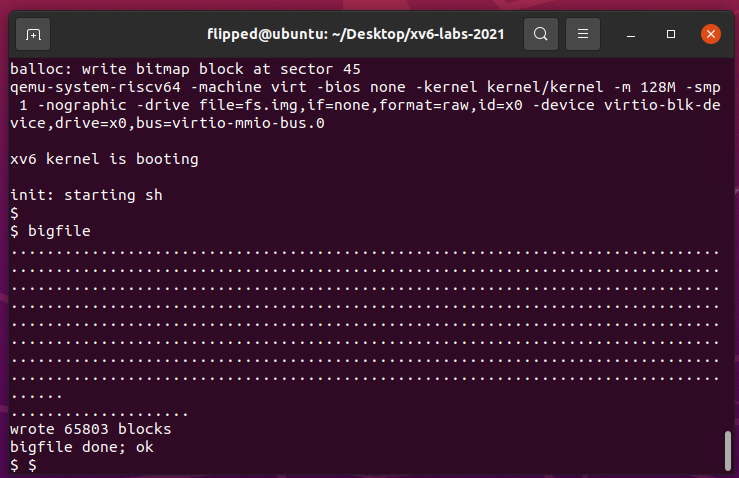 flipped@ubuntu: ~/Desktop/xv6-labs-2021
balloc: write bitmap block at sector 45
qemu-system-riscv64 -machine virt -bios none -kernel kernel/kernel -m 128M -smp
1 -nographic -drive file=fs.img,if=none,format=raw,id=x0 -device virtio-blk-de
vice,drive=x0,bus=virtio-mmio-bus.0
xv6 kernel is booting
init: starting sh
$
$ bigfile
...............................................................................
...............................................................................
...............................................................................
...............................................................................
...............................................................................
...............................................................................
...............................................................................
...............................................................................
......
.......................
wrote 65803 blocks
bigfile done; ok
$ $